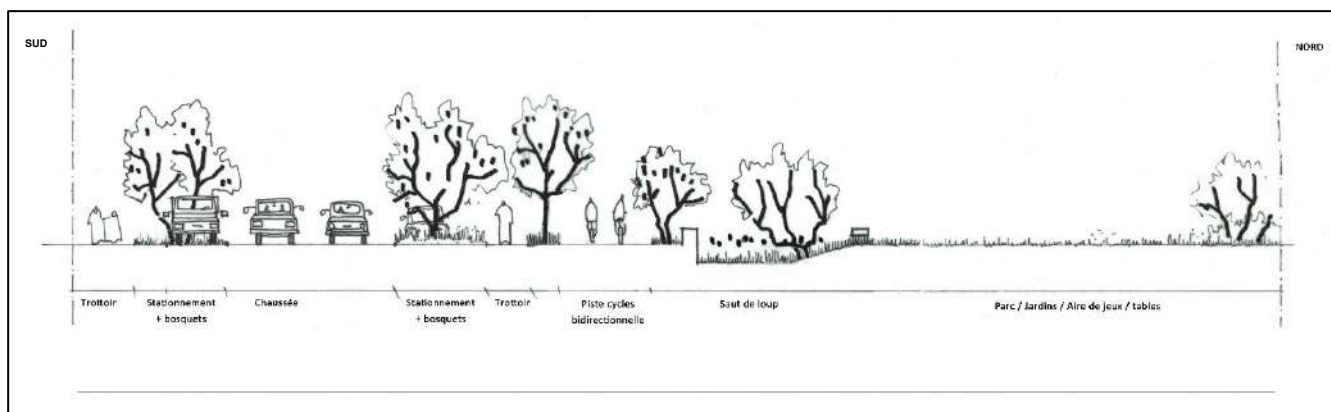 SUD
NORD
Trottoir
Stationnement
+ bosquets
Chaussée
Stationnement
+ bosquets
Trottoir
Piste cycles
bidirectionnelle
Saut de loup
Parc / Jardins / Aire de jeux / tables